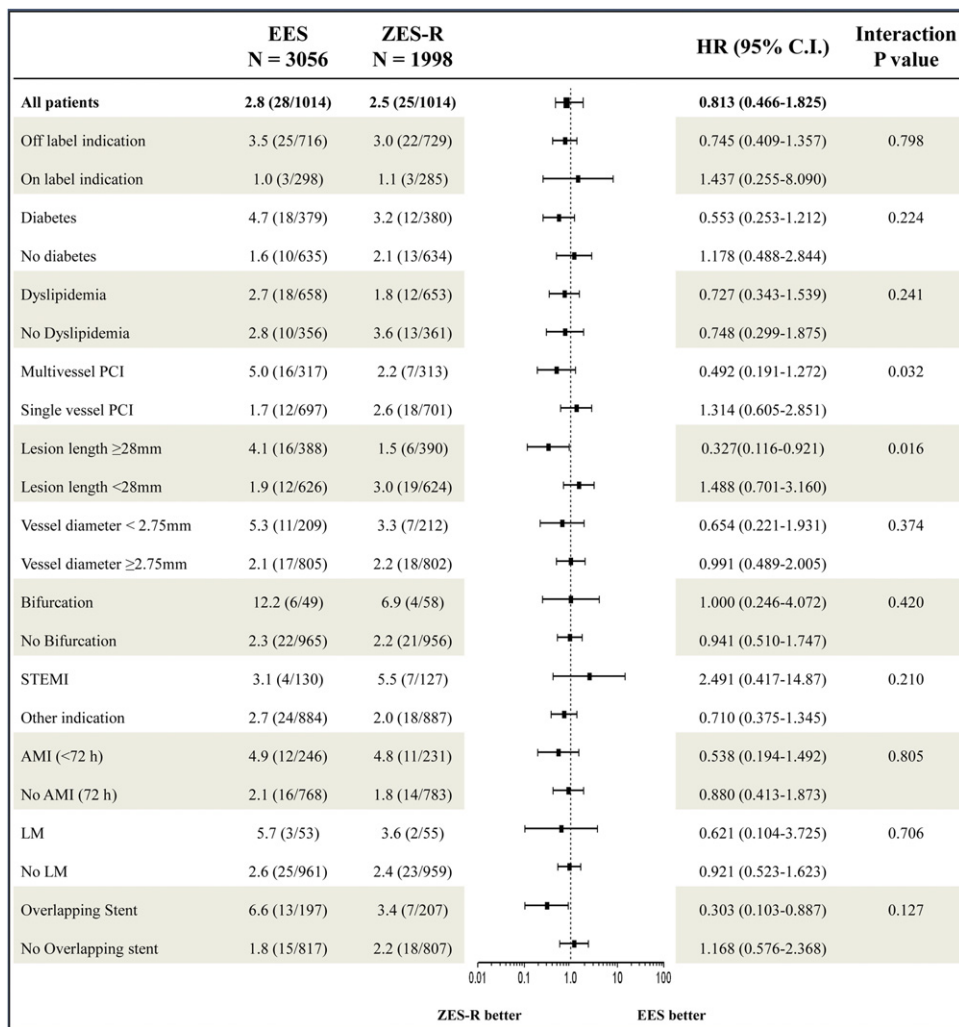 EES ZES-R HR (95% C.I.) Interaction
N = 3056 N = 1998 P value
All patients 2.8 (28/1014) 2.5 (25/1014) 0.813 (0.466-1.825)
Off label indication 3.5 (25/716) 3.0 (22/729) 0.745 (0.409-1.357) 0.798
On label indication 1.0 (3/298) 1.1 (3/285) 1.437 (0.255-8.090)
Diabetes 4.7 (18/379) 3.2 (12/380) 0.553 (0.253-1.212) 0.224
No diabetes 1.6 (10/635) 2.1 (13/634) 1.178 (0.488-2.844)
Dyslipidemia 2.7 (18/658) 1.8 (12/653) 0.727 (0.343-1.539) 0.241
No Dyslipidemia 2.8 (10/356) 3.6 (13/361) 0.748 (0.299-1.875)
Multivessel PCI 5.0 (16/317) 2.2 (7/313) 0.492 (0.191-1.272) 0.032
Single vessel PCI 1.7 (12/697) 2.6 (18/701) 1.314 (0.605-2.851)
Lesion length ≥28mm 4.1 (16/388) 1.5 (6/390) 0.327(0.116-0.921) 0.016
Lesion length <28mm 1.9 (12/626) 3.0 (19/624) 1.488 (0.701-3.160)
Vessel diameter < 2.75mm 5.3 (11/209) 3.3 (7/212) 0.654 (0.221-1.931) 0.374
Vessel diameter ≥2.75mm 2.1 (17/805) 2.2 (18/802) 0.991 (0.489-2.005)
Bifurcation 12.2 (6/49) 6.9 (4/58) 1.000 (0.246-4.072) 0.420
No Bifurcation 2.3 (22/965) 2.2 (21/956) 0.941 (0.510-1.747)
STEMI 3.1 (4/130) 5.5 (7/127) 2.491 (0.417-14.87) 0.210
Other indication 2.7 (24/884) 2.0 (18/887) 0.710 (0.375-1.345)
AMI (<72 h) 4.9 (12/246) 4.8 (11/231) 0.538 (0.194-1.492) 0.805
No AMI (72 h) 2.1 (16/768) 1.8 (14/783) 0.880 (0.413-1.873)
LM 5.7 (3/53) 3.6 (2/55) 0.621 (0.104-3.725) 0.706
No LM 2.6 (25/961) 2.4 (23/959) 0.921 (0.523-1.623)
Overlapping Stent 6.6 (13/197) 3.4 (7/207) 0.303 (0.103-0.887) 0.127
No Overlapping stent 1.8 (15/817) 2.2 (18/807) 1.168 (0.576-2.368)
0.01 0.1 1.0 10 100
ZES-R better EES better